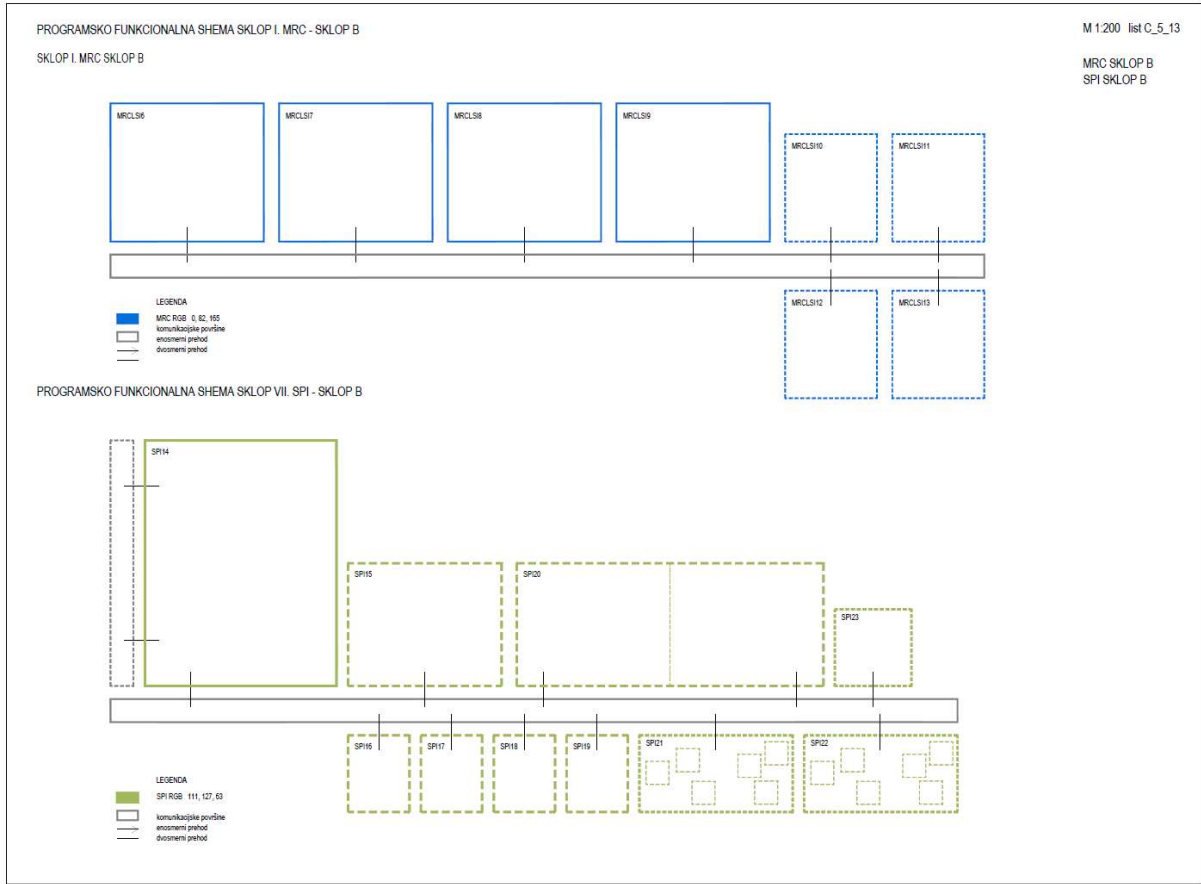 PROGRAMSKO FUNKCIONALNA SHEMA SKLOP I. MRC - SKLOP B
M 1:200 list C_5_13
SKLOP I. MRC SKLOP B
MRC SKLOP B
SPI SKLOP B
MRCLSI6
MRCLSI7
MRCLSI8
MRCLSI9
MRCLSI10
MRCLSI11
MRCLSI12
MRCLSI13
LEGENDA
MRC RGB 0, 82, 165
komunikacijske površine
enosmerni prehod
dvosmerni prehod
PROGRAMSKO FUNKCIONALNA SHEMA SKLOP VII. SPI - SKLOP B
SPI14
SPI15
SPI20
SPI23
SPI16
SPI17
SPI18
SPI19
SPI21
SPI22
LEGENDA
SPI RGB 111, 127, 63
komunikacijske površine
enosmerni prehod
dvosmerni prehod